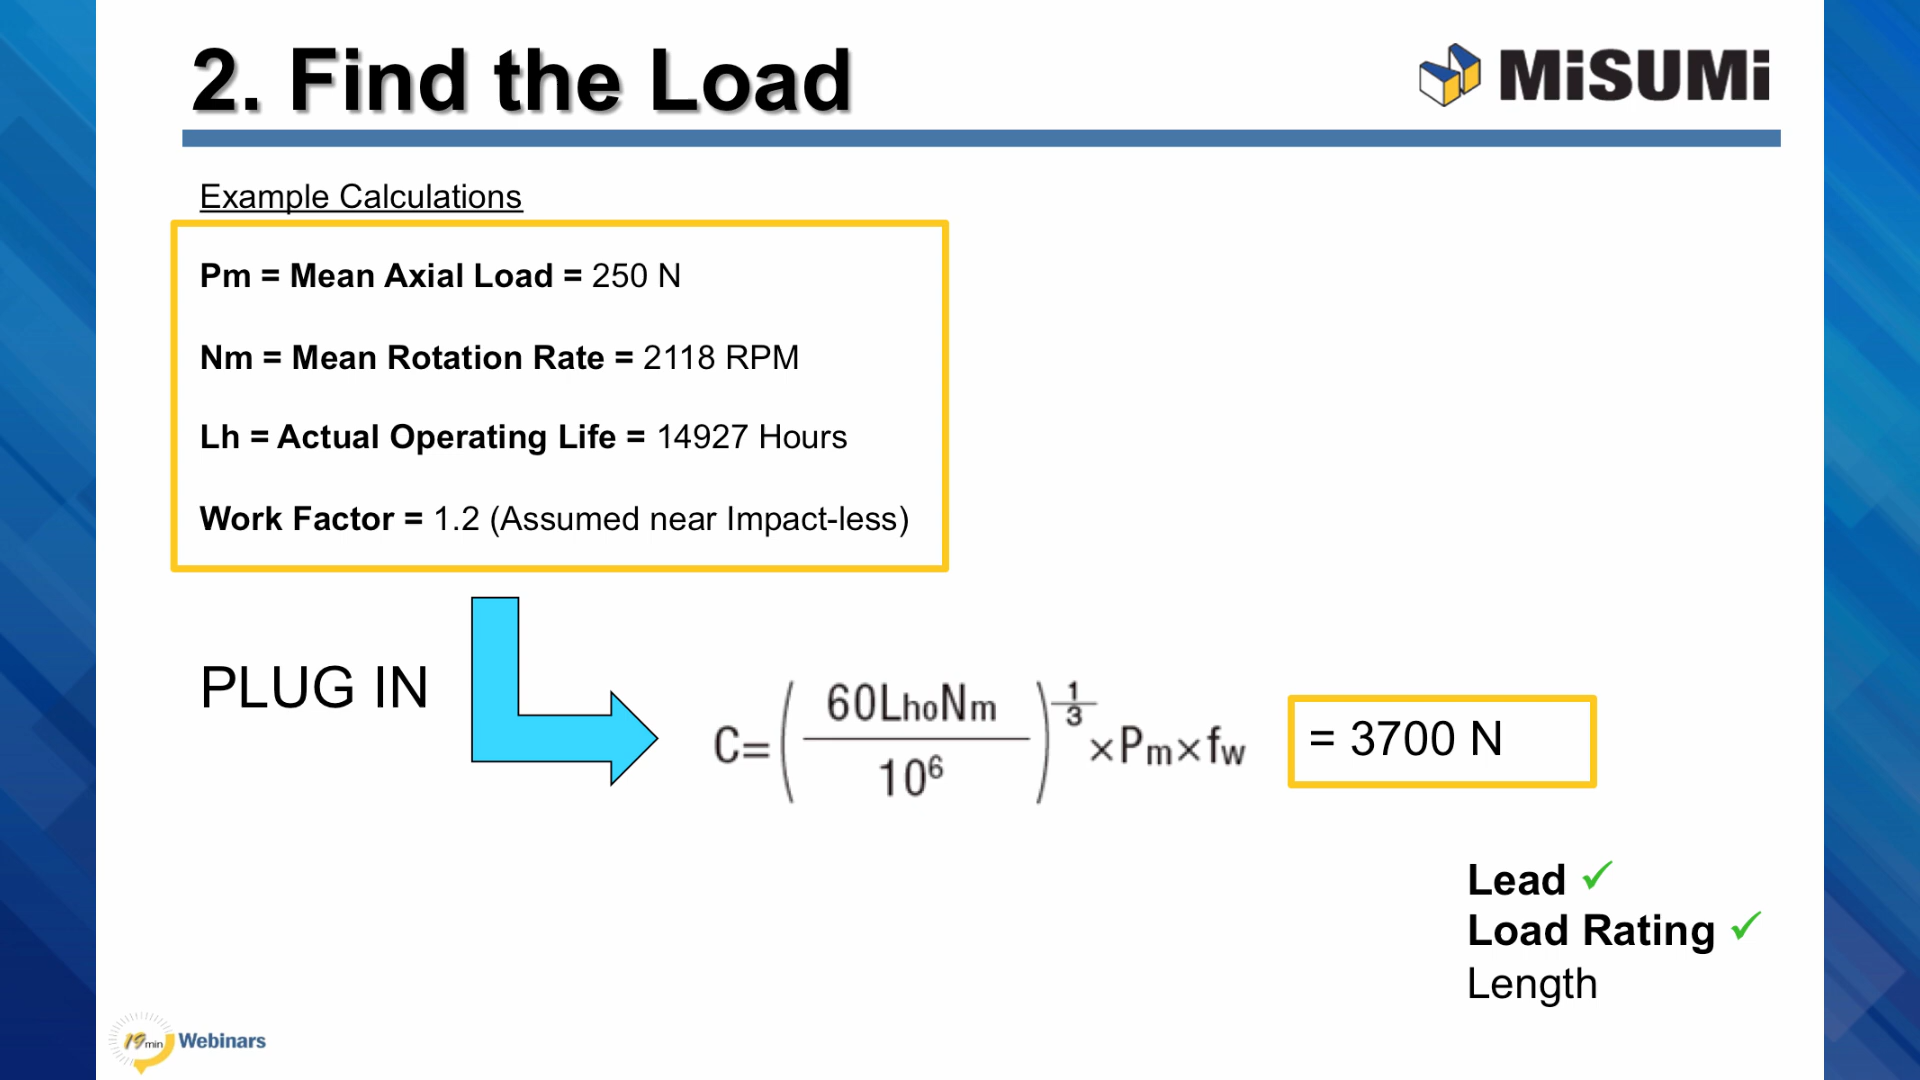 2. Find the Load
MiSUMi
Example Calculations
Pm = Mean Axial Load = 250 N
Nm = Mean Rotation Rate = 2118 RPM
Lh = Actual Operating Life = 14927 Hours
Work Factor = 1.2 (Assumed near Impact-less)
PLUG IN
C=(60LhoNm/10⁶)^(1/3)×Pm×fw = 3700 N
Lead ✓
Load Rating ✓
Length
19min Webinars